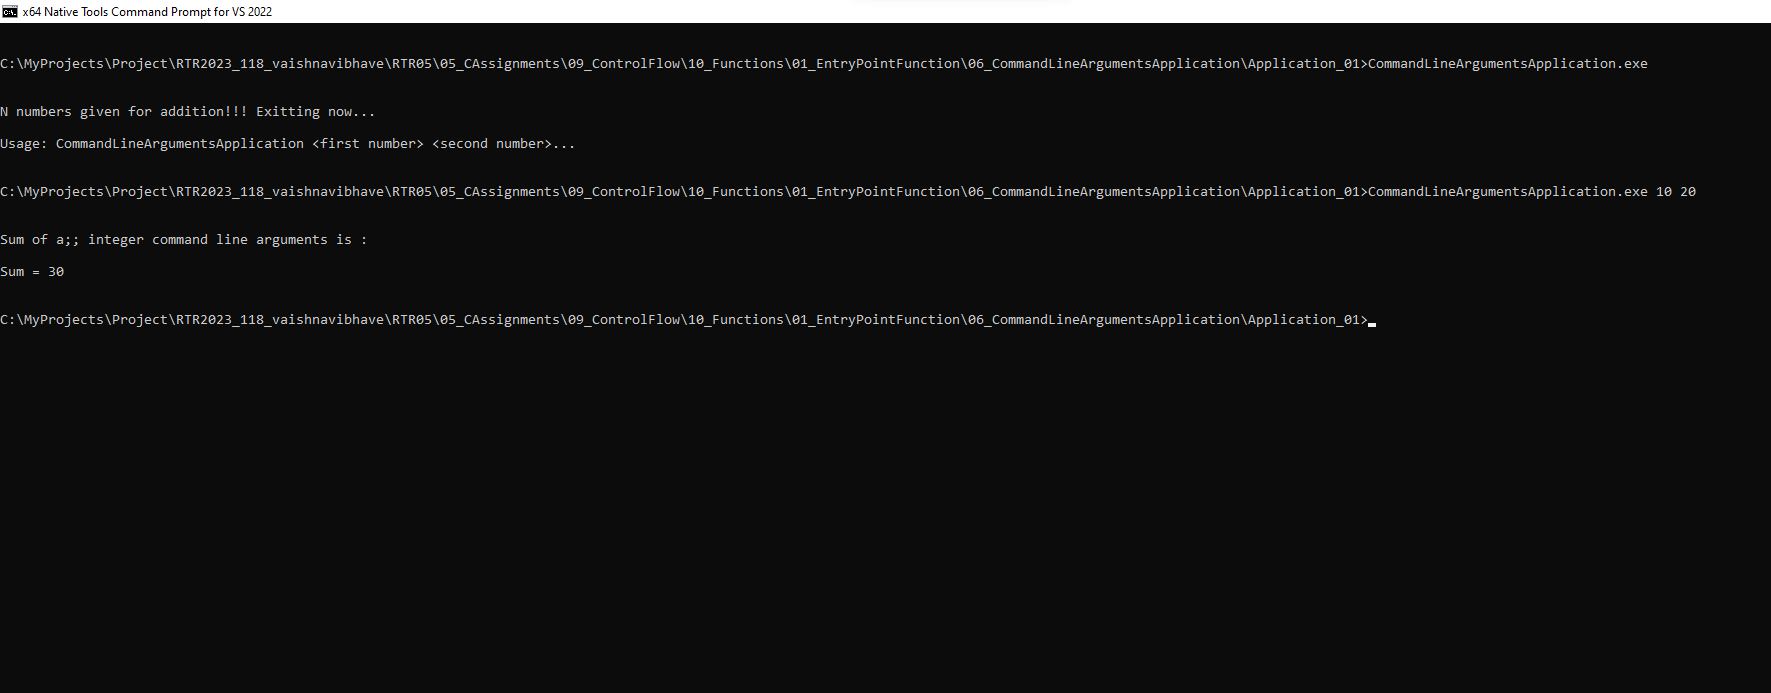 x64 Native Tools Command Prompt for VS 2022
C:\MyProjects\Project\RTR2023_118_vaishnavibhave\RTR05\05_CAssignments\09_ControlFlow\10_Functions\01_EntryPointFunction\06_CommandLineArgumentsApplication\Application_01>CommandLineArgumentsApplication.exe
N numbers given for addition!!! Exitting now...
Usage: CommandLineArgumentsApplication <first number> <second number>...
C:\MyProjects\Project\RTR2023_118_vaishnavibhave\RTR05\05_CAssignments\09_ControlFlow\10_Functions\01_EntryPointFunction\06_CommandLineArgumentsApplication\Application_01>CommandLineArgumentsApplication.exe 10 20
Sum of a;; integer command line arguments is :
Sum = 30
C:\MyProjects\Project\RTR2023_118_vaishnavibhave\RTR05\05_CAssignments\09_ControlFlow\10_Functions\01_EntryPointFunction\06_CommandLineArgumentsApplication\Application_01>